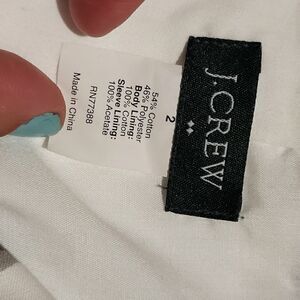 J.CREW
2
54% Cotton
46% Polyester
Body Lining:
100% Cotton
Sleeve Lining:
100% Acetate
RN77388
Made in China